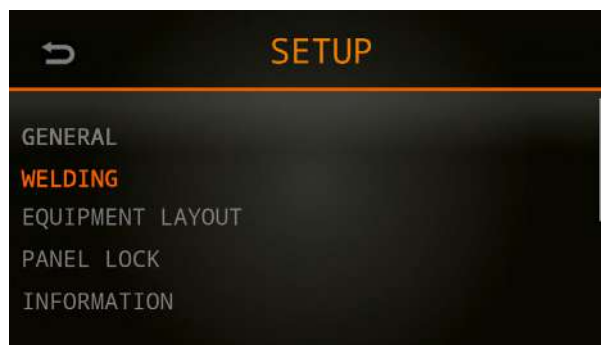 SETUP
GENERAL
WELDING
EQUIPMENT LAYOUT
PANEL LOCK
INFORMATION